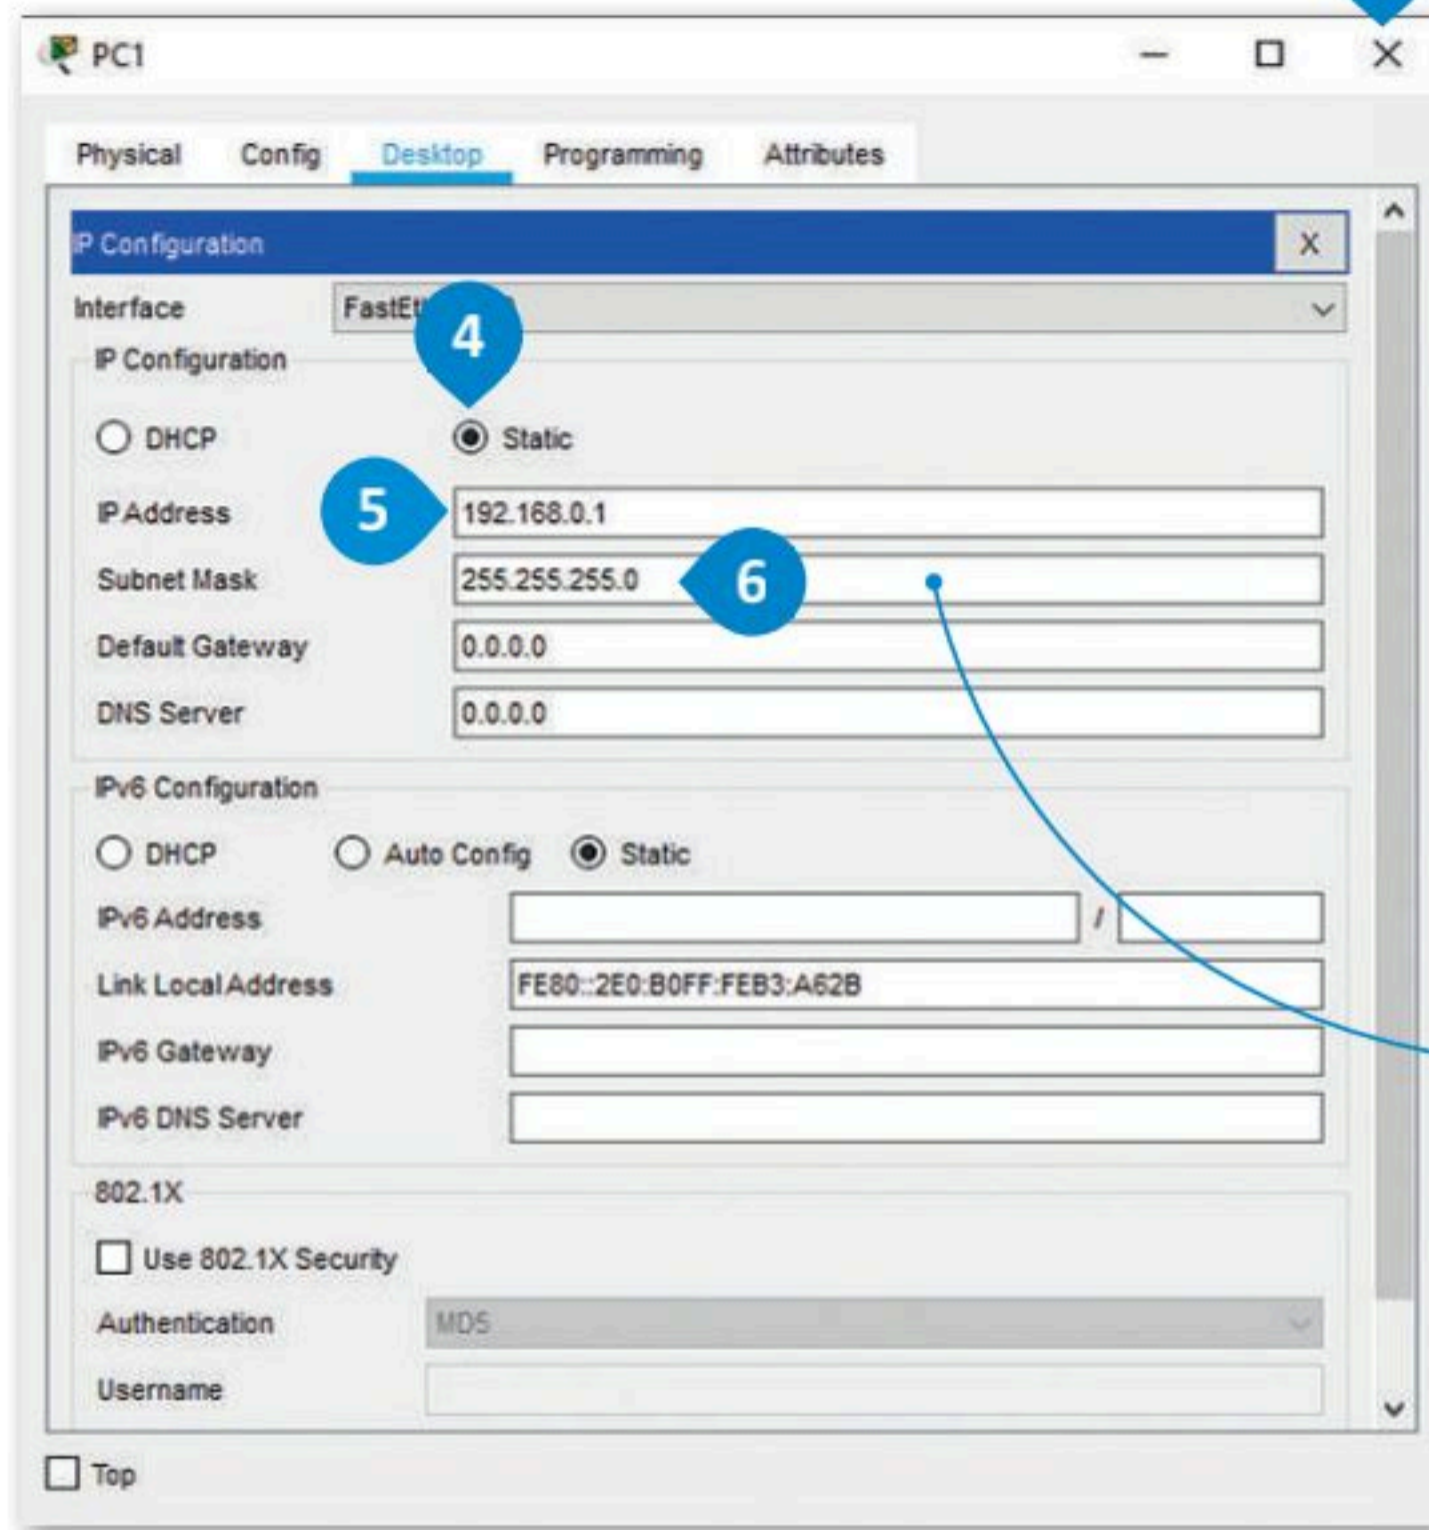 PC1
Physical Config Desktop Programming Attributes
IP Configuration X
Interface
4
IP Configuration
DHCP Static
IP Address 5 192.168.0.1
Subnet Mask 255.255.255.0 6
Default Gateway 0.0.0.0
DNS Server 0.0.0.0
IPv6 Configuration
DHCP Auto Config Static
IPv6 Address /
Link Local Address FE80::2E0:B0FF:FEB3:A62B
IPv6 Gateway
IPv6 DNS Server
802.1X
Use 802.1X Security
Authentication MD5
Username
Top